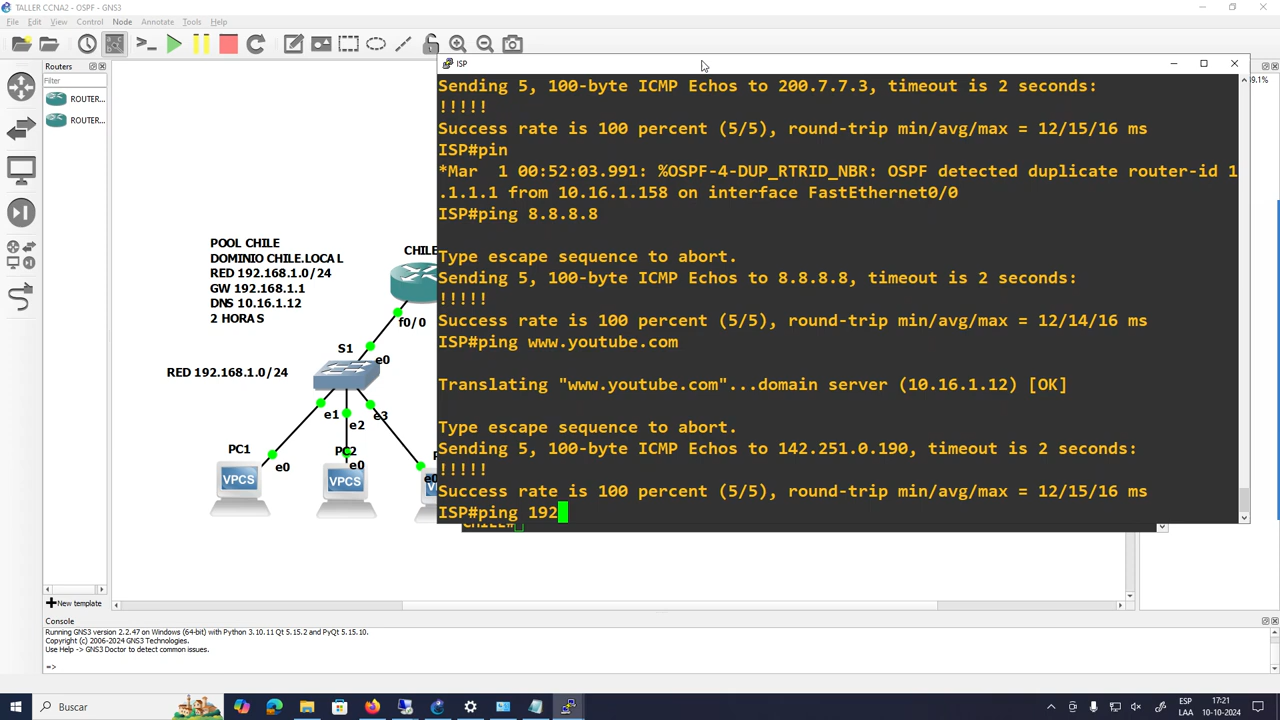 TALLER CCNA2 - OSPF - GNS3
File Edit View Control Node Annotate Tools Help
Routers
Filter
ROUTER...
ROUTER...
New template
POOL CHILE
DOMINIO CHILE.LOCAL
RED 192.168.1.0/24
GW 192.168.1.1
DNS 10.16.1.12
2 HORAS
CHILE
f0/0
S1
e0
RED 192.168.1.0/24
e1
e2
e3
PC1
e0
PC2
e0
VPCS
VPCS
ISP
Sending 5, 100-byte ICMP Echos to 200.7.7.3, timeout is 2 seconds:
!!!!!
Success rate is 100 percent (5/5), round-trip min/avg/max = 12/15/16 ms
ISP#pin
*Mar  1 00:52:03.991: %OSPF-4-DUP_RTRID_NBR: OSPF detected duplicate router-id 1
.1.1.1 from 10.16.1.158 on interface FastEthernet0/0
ISP#ping 8.8.8.8
Type escape sequence to abort.
Sending 5, 100-byte ICMP Echos to 8.8.8.8, timeout is 2 seconds:
!!!!!
Success rate is 100 percent (5/5), round-trip min/avg/max = 12/14/16 ms
ISP#ping www.youtube.com
Translating "www.youtube.com"...domain server (10.16.1.12) [OK]
Type escape sequence to abort.
Sending 5, 100-byte ICMP Echos to 142.251.0.190, timeout is 2 seconds:
!!!!!
Success rate is 100 percent (5/5), round-trip min/avg/max = 12/15/16 ms
ISP#ping 192
CHILE#
Console
Running GNS3 version 2.2.47 on Windows (64-bit) with Python 3.10.11 Qt 5.15.2 and PyQt 5.15.10.
Copyright (c) 2006-2024 GNS3 Technologies.
Use Help -> GNS3 Doctor to detect common issues.
=>
Buscar
ESP
LAA
17:21
10-10-2024